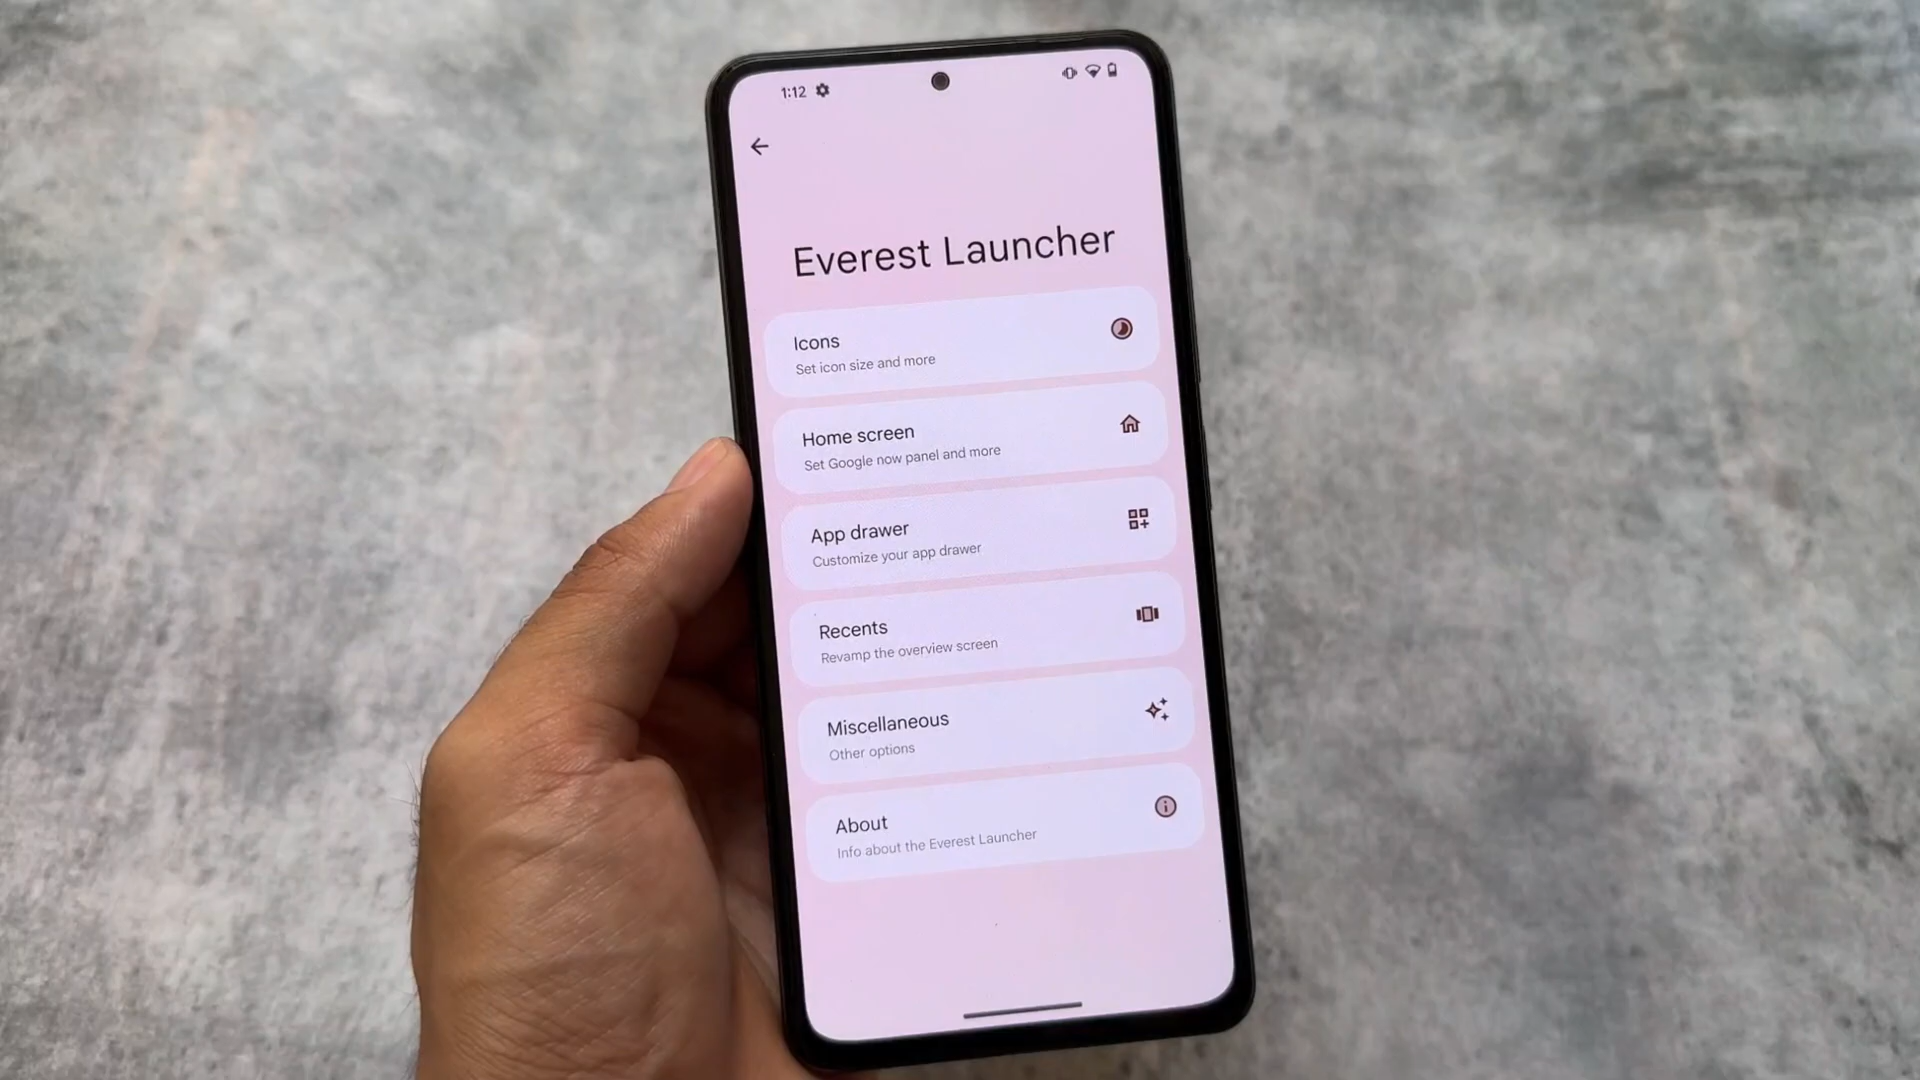 1:12
Everest Launcher
Icons
Set icon size and more
Home screen
Set Google now panel and more
App drawer
Customize your app drawer
Recents
Revamp the overview screen
Miscellaneous
Other options
About
Info about the Everest Launcher